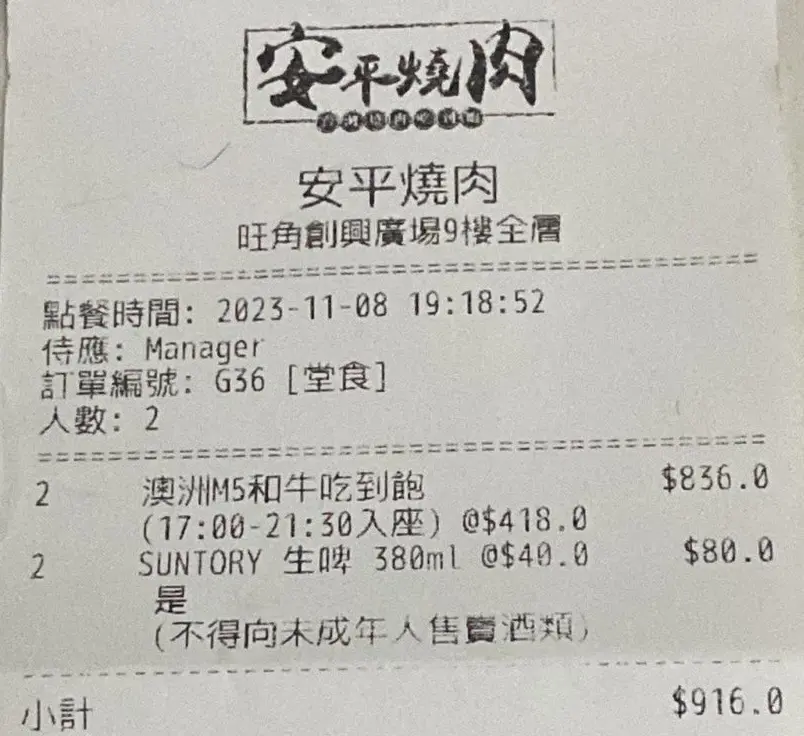 安平燒肉
安平燒肉
旺角創興廣場9樓全層
點餐時間: 2023-11-08 19:18:52
侍應: Manager
訂單編號: G36 [堂食]
人數: 2
2 澳洲M5和牛吃到飽 $836.0
(17:00-21:30入座) @$418.0
2 SUNTORY 生啤 380ml @$40.0 $80.0
是
(不得向未成年人售賣酒類)
小計 $916.0